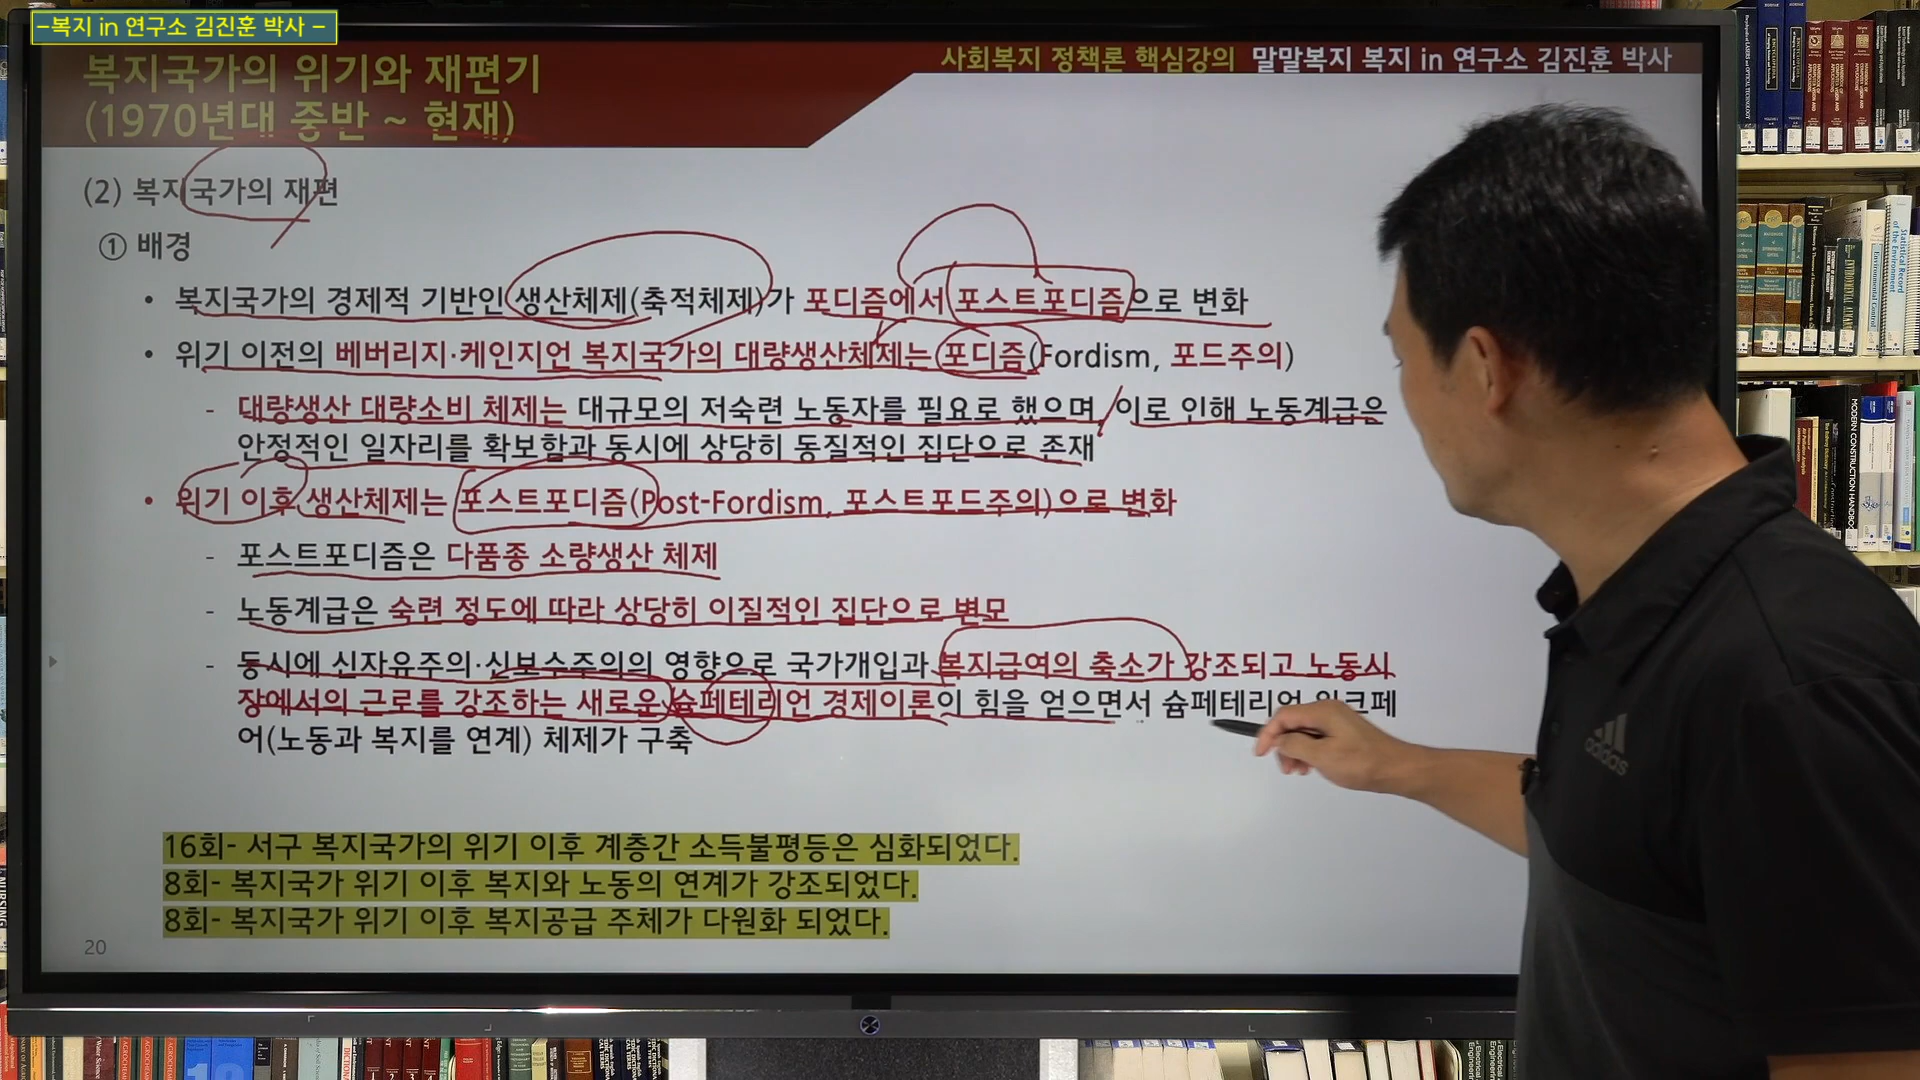 -복지 in 연구소 김진훈 박사 -
복지국가의 위기와 재편기
(1970년대 중반 ~ 현재)
사회복지 정책론 핵심강의 말말복지 복지 in 연구소 김진훈 박사
(2) 복지국가의 재편
① 배경
• 복지국가의 경제적 기반인 생산체제(축적체제)가 포디즘에서 포스트포디즘으로 변화
• 위기 이전의 베버리지·케인지언 복지국가의 대량생산체제는 포디즘(Fordism, 포드주의)
- 대량생산 대량소비 체제는 대규모의 저숙련 노동자를 필요로 했으며, 이로 인해 노동계급은
안정적인 일자리를 확보함과 동시에 상당히 동질적인 집단으로 존재
• 위기 이후 생산체제는 포스트포디즘(Post-Fordism, 포스트포드주의)으로 변화
- 포스트포디즘은 다품종 소량생산 체제
- 노동계급은 숙련 정도에 따라 상당히 이질적인 집단으로 변모
- 동시에 신자유주의·신보수주의의 영향으로 국가개입과 복지급여의 축소가 강조되고 노동시
장에서의 근로를 강조하는 새로운 슘페테리언 경제이론이 힘을 얻으면서 슘페테리언 워크페
어(노동과 복지를 연계) 체제가 구축
16회- 서구 복지국가의 위기 이후 계층간 소득불평등은 심화되었다.
8회- 복지국가 위기 이후 복지와 노동의 연계가 강조되었다.
8회- 복지국가 위기 이후 복지공급 주체가 다원화 되었다.
20
adidas
MODERN CONSTRUCTION HANDBOOK
Statistical Record of the Environment